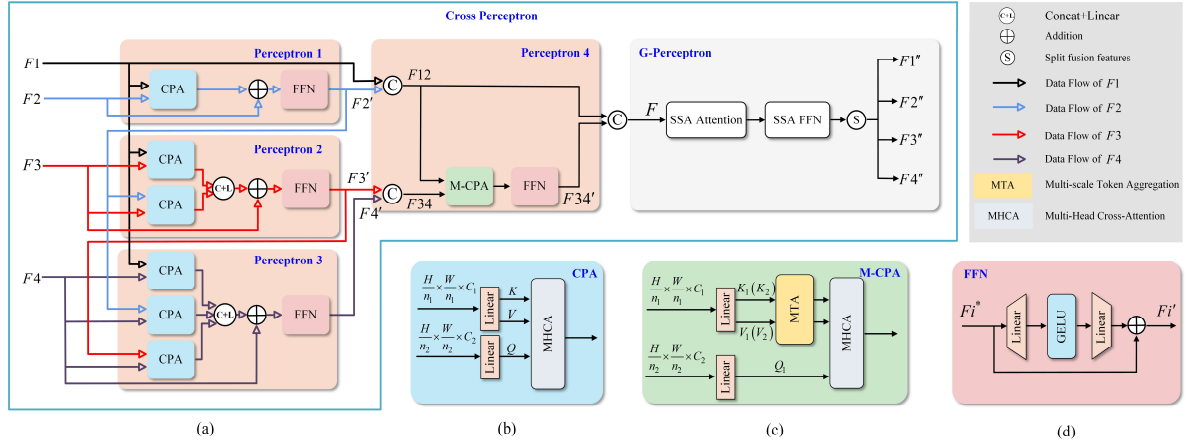 Cross Perceptron
Perceptron 1
Perceptron 4
G-Perceptron
F1
F2
CPA
FFN
F2′
C
F12
Perceptron 2
F3
CPA
CPA
C+L
FFN
F3′
F4′
C
F34
M-CPA
FFN
F34′
C
F
SSA Attention
SSA FFN
S
F1″
F2″
F3″
F4″
Perceptron 3
F4
CPA
CPA
CPA
C+L
FFN
C+L Concat+Linear
Addition
S Split fusion features
Data Flow of F1
Data Flow of F2
Data Flow of F3
Data Flow of F4
MTA Multi-scale Token Aggregation
MHCA Multi-Head Cross-Attention
CPA
H/n₁ × W/n₁ × C₁
Linear
K
V
H/n₂ × W/n₂ × C₂
Linear
Q
MHCA
M-CPA
H/n₁ × W/n₁ × C₁
Linear
K₁(K₂)
V₁(V₂)
MTA
H/n₂ × W/n₂ × C₂
Linear
Q₁
MHCA
FFN
Fi*
Linear
GELU
Linear
Fi′
(a)
(b)
(c)
(d)